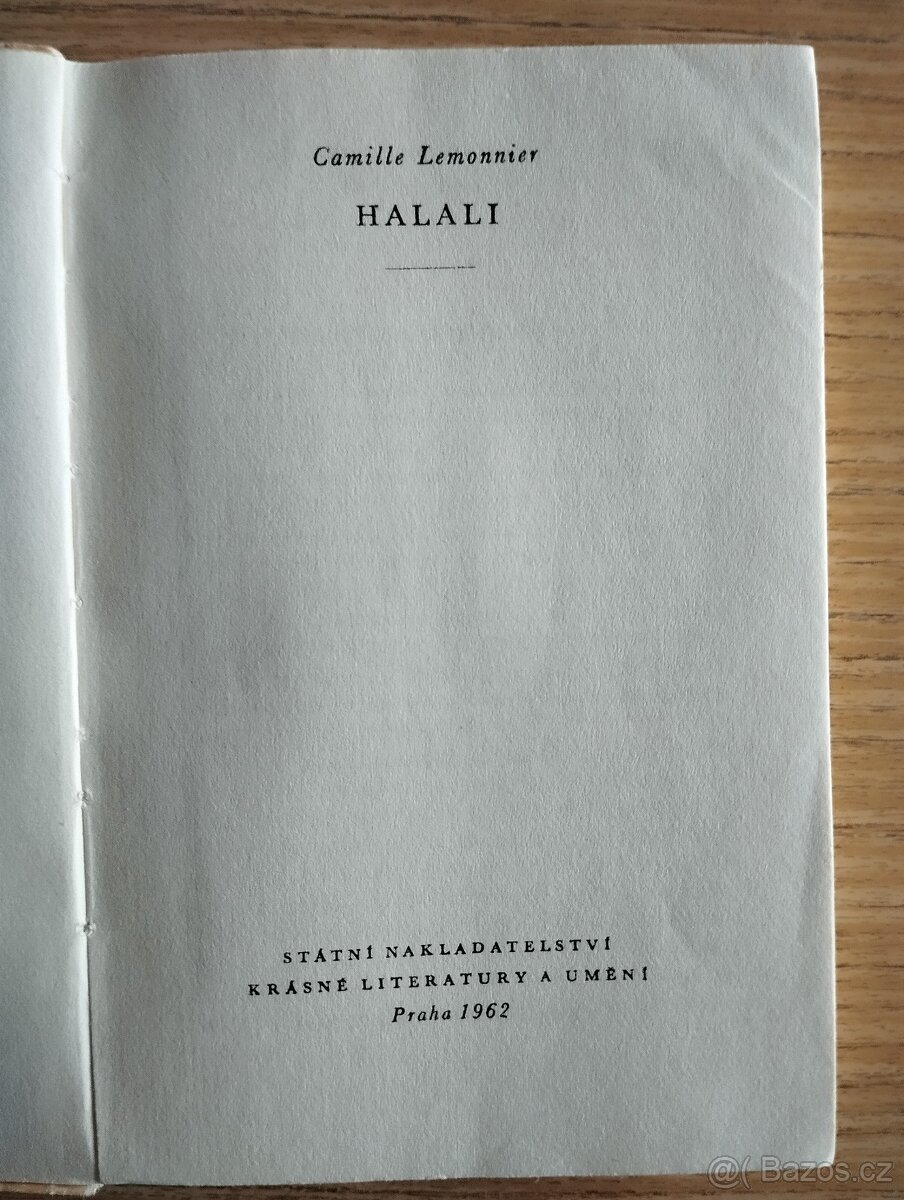 Camille Lemonnier
HALALI
STÁTNÍ NAKLADATELSTVÍ
KRÁSNÉ LITERATURY A UMĚNÍ
Praha 1962
@( Bazos.cz